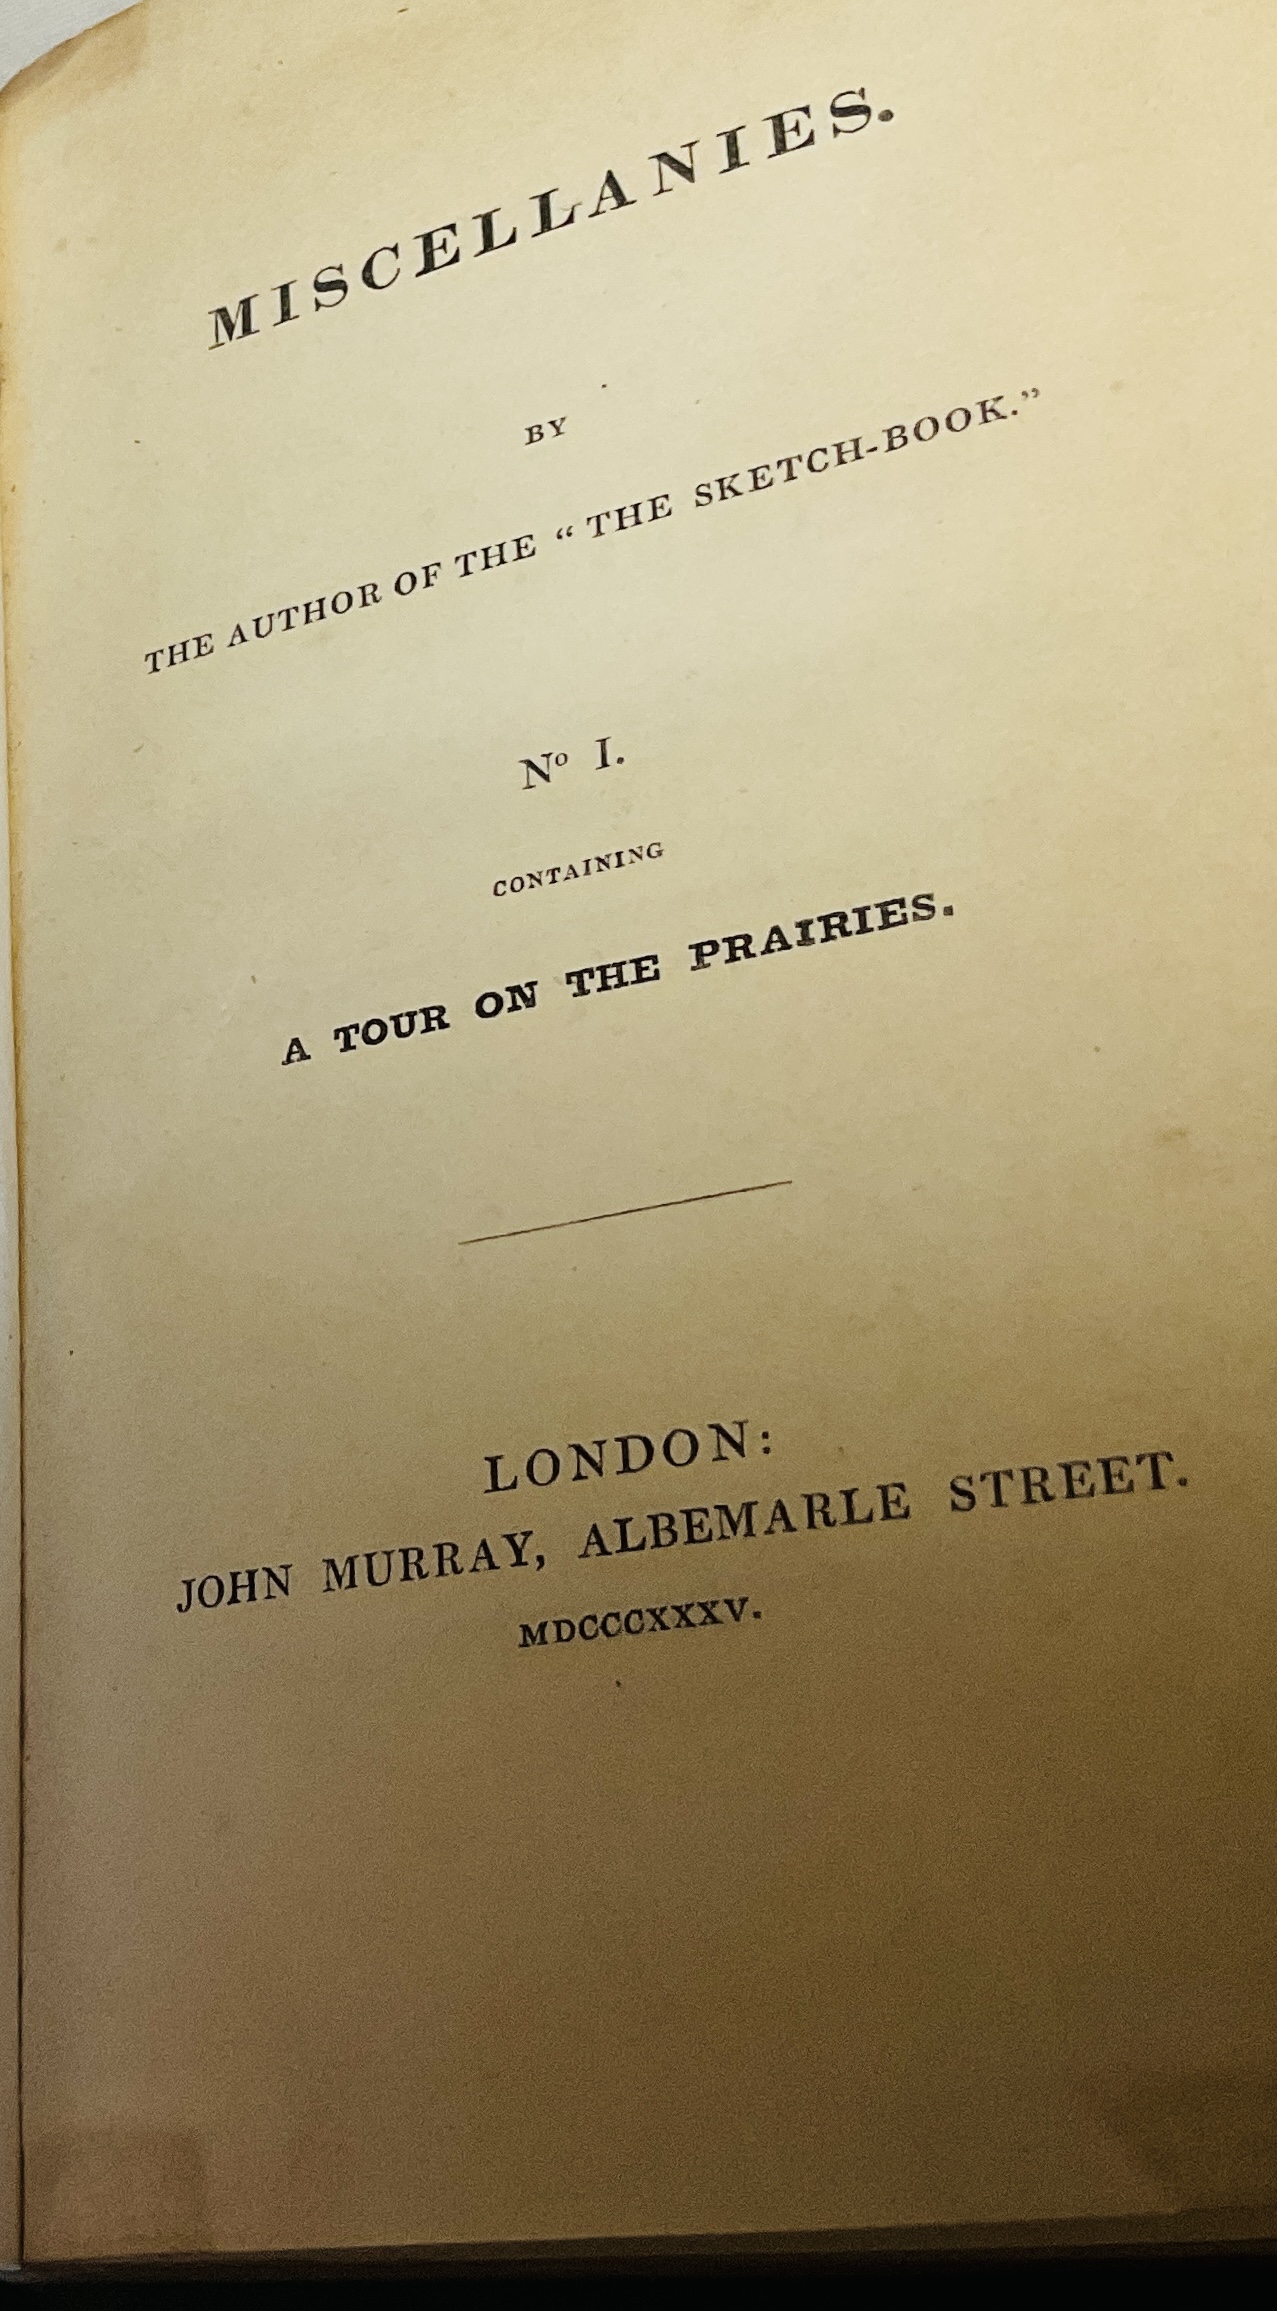 MISCELLANIES.
BY
THE AUTHOR OF THE “ THE SKETCH-BOOK.”
Nº I.
CONTAINING
A TOUR ON THE PRAIRIES.
LONDON:
JOHN MURRAY, ALBEMARLE STREET.
MDCCCXXXV.